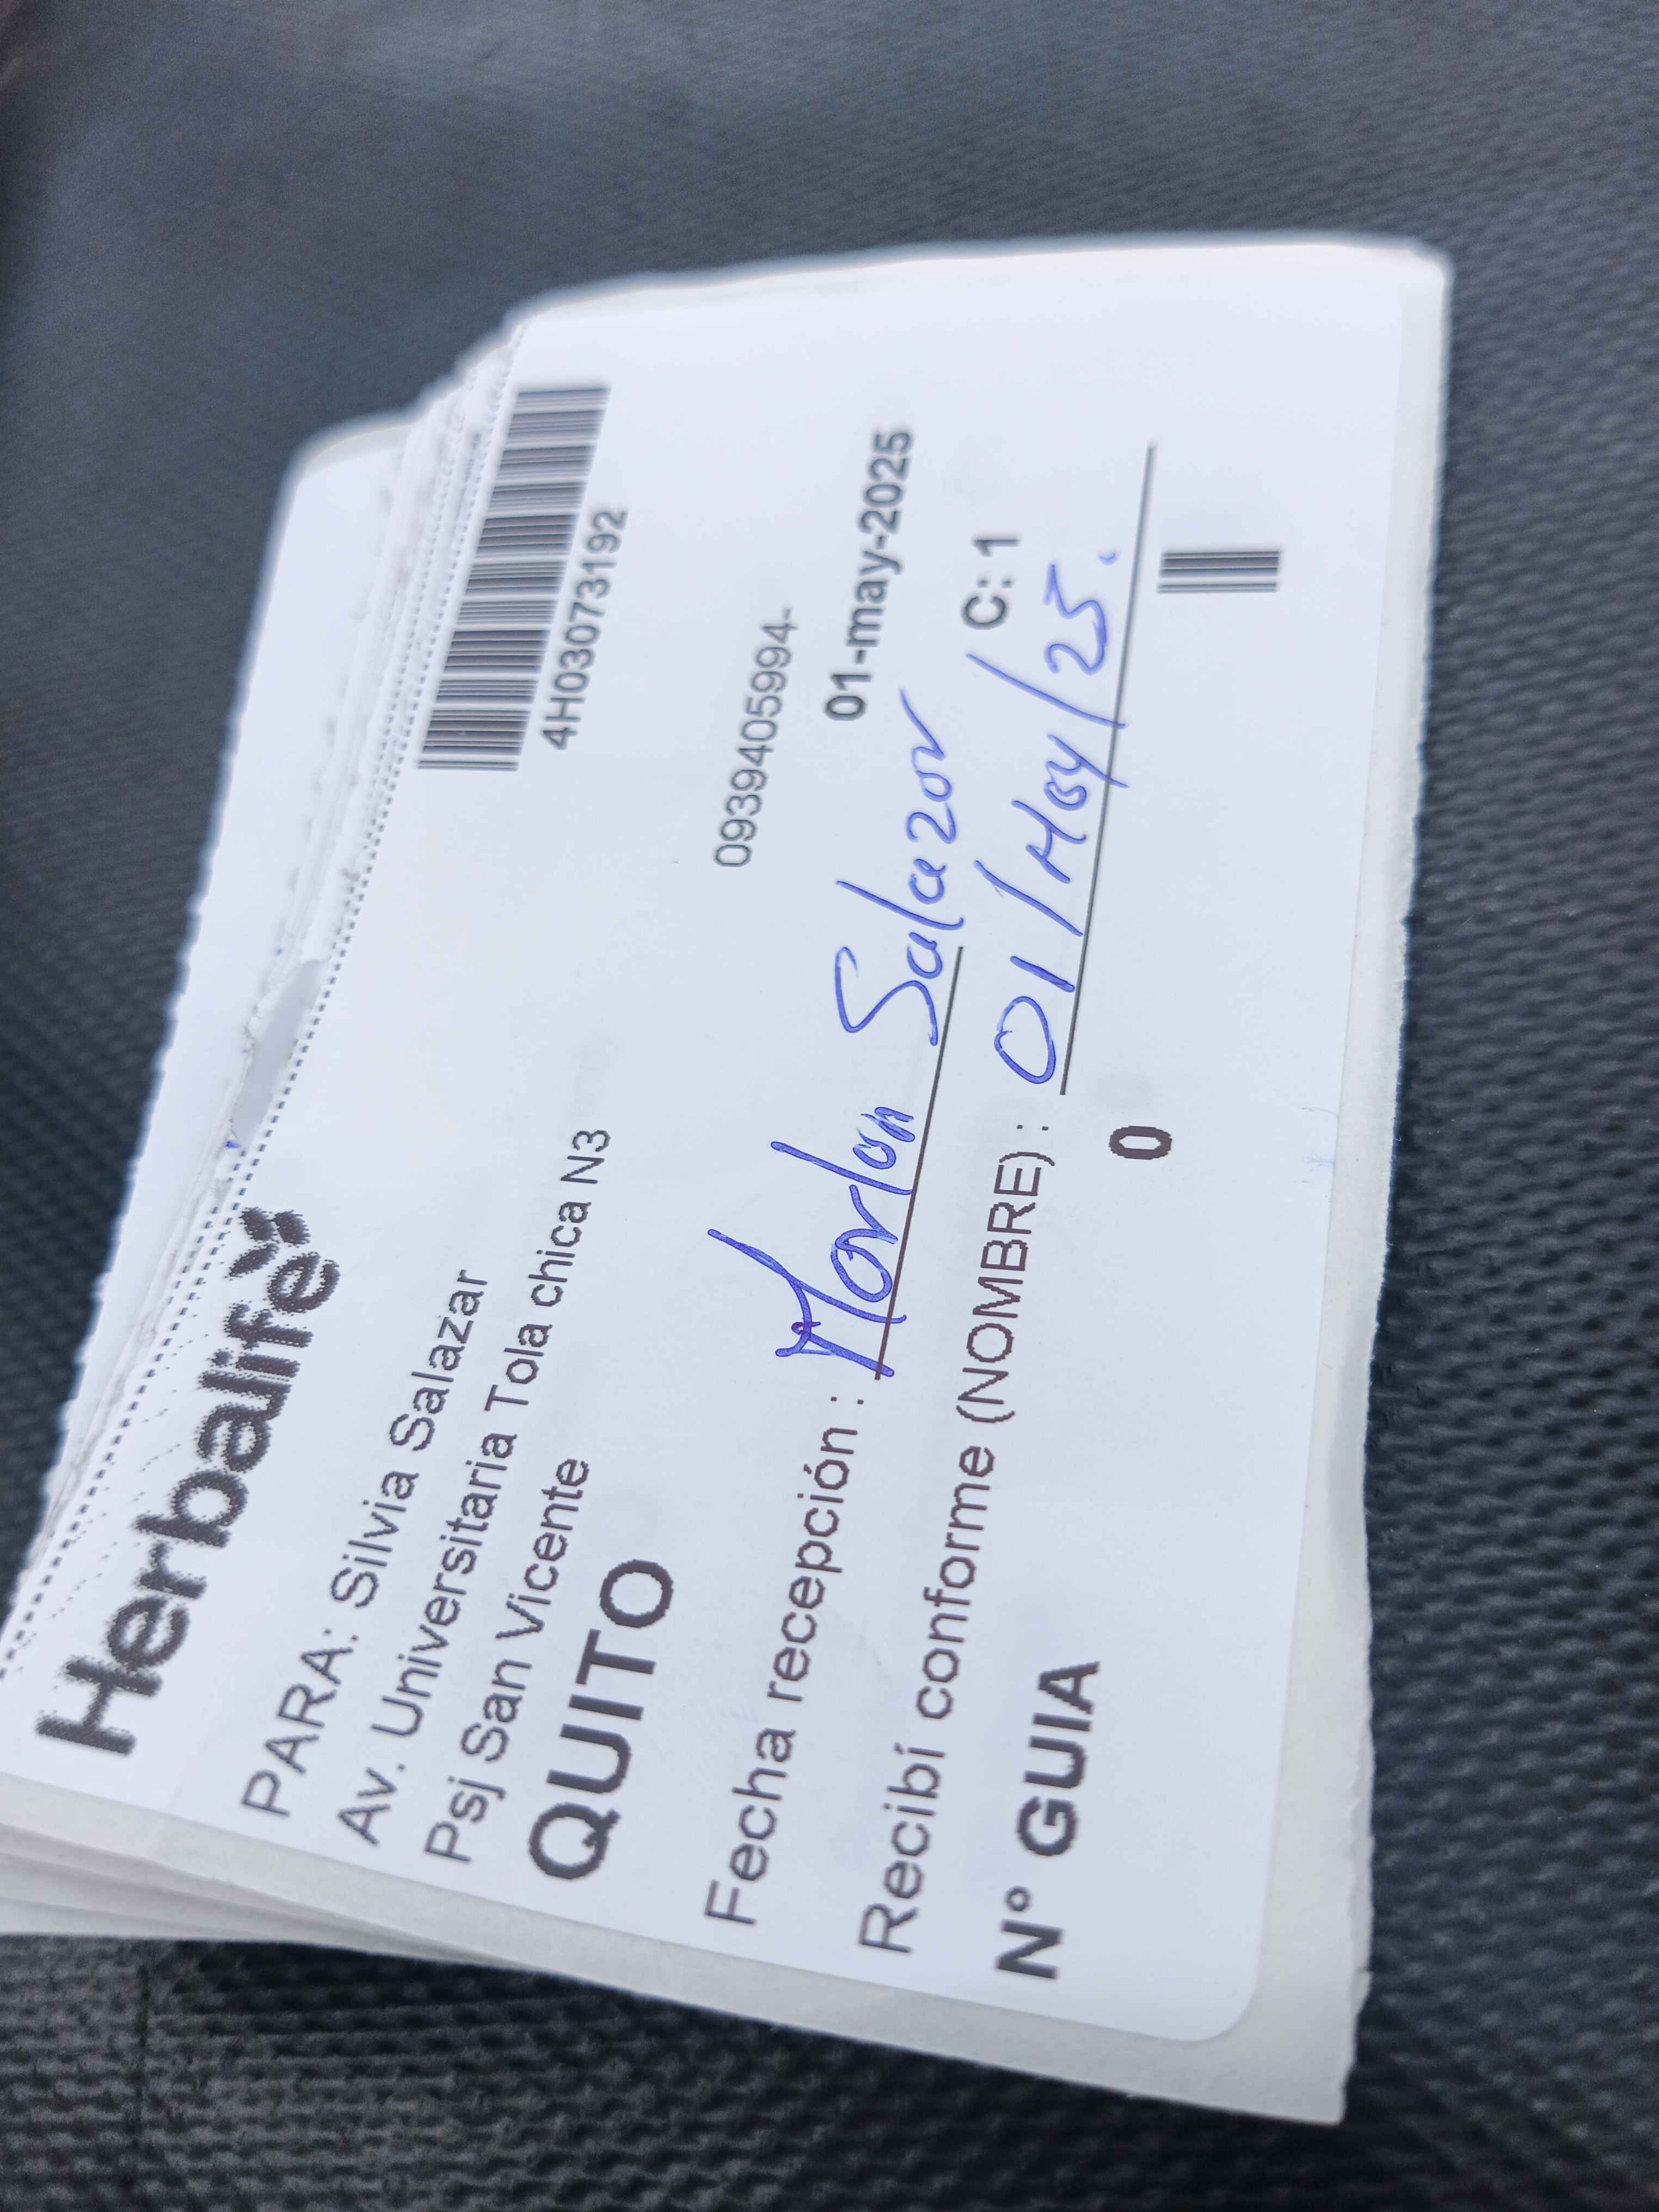 Herbalife
4H03073192
PARA: Silvia Salazar
Av. Universitaria Tola chica N3
Psj San Vicente
QUITO
0939405994-
01-may-2025
Fecha recepción : Marlon Salazar
C: 1
Recibí conforme (NOMBRE) : 01/May/25.
N° GUIA
0